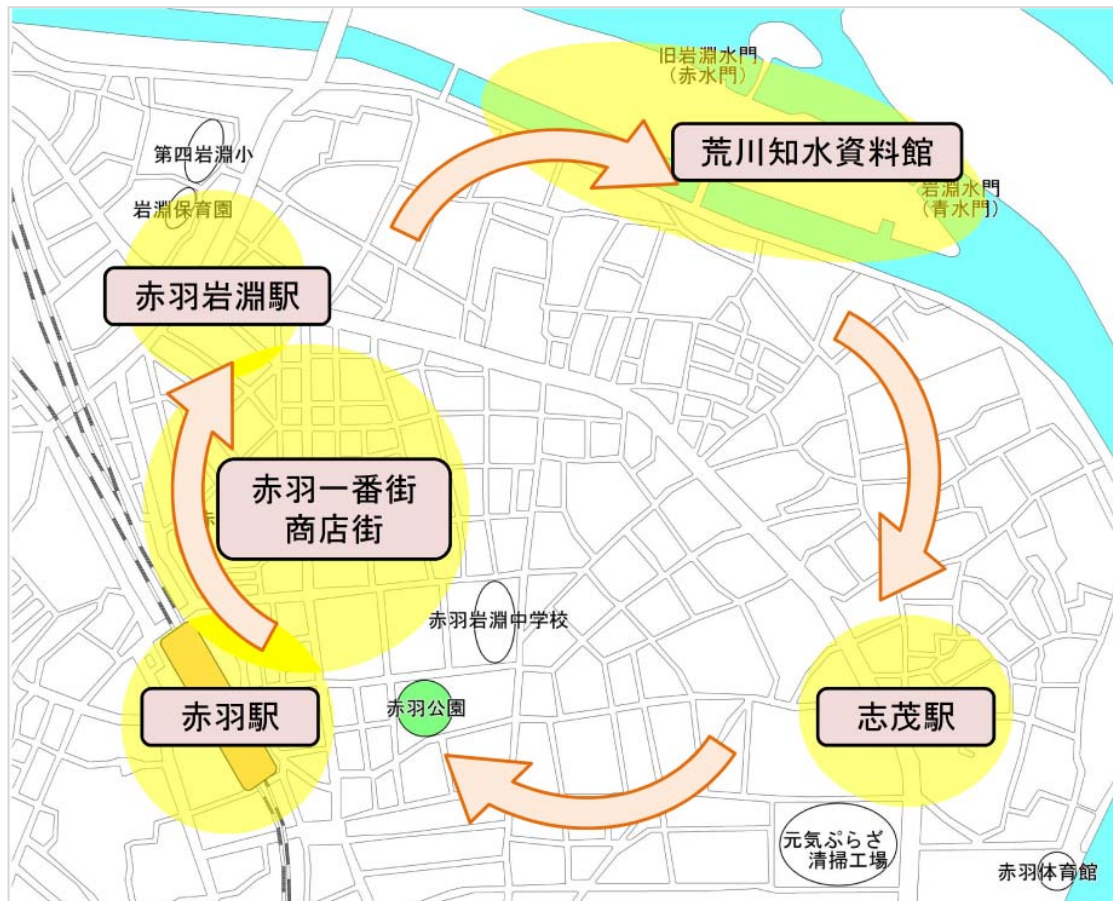 旧岩淵水門
（赤水門）
荒川知水資料館
第四岩淵小
岩淵保育園
岩淵水門
（青水門）
赤羽岩淵駅
赤羽一番街
商店街
赤羽岩淵中学校
赤羽駅
赤羽公園
志茂駅
元気ぷらざ
清掃工場
赤羽体育館